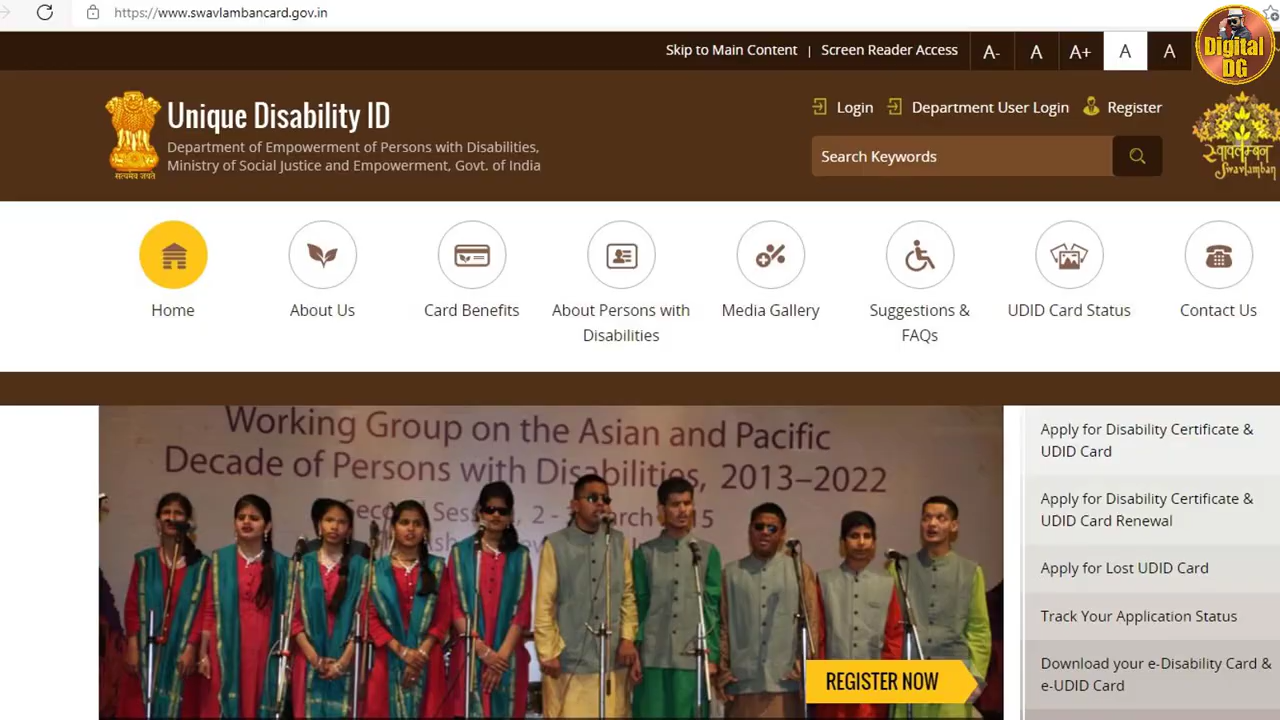 https://www.swavlambancard.gov.in
Skip to Main Content | Screen Reader Access A- A A+ A A
Digital
DG
Unique Disability ID
Department of Empowerment of Persons with Disabilities,
Ministry of Social Justice and Empowerment, Govt. of India
सत्यमेव जयते
Login Department User Login Register
Search Keywords
स्वावलम्बन
Swavlamban
Home
About Us
Card Benefits
About Persons with
Disabilities
Media Gallery
Suggestions &
FAQs
UDID Card Status
Contact Us
Working Group on the Asian and Pacific
Decade of Persons with Disabilities, 2013–2022
REGISTER NOW
Apply for Disability Certificate &
UDID Card
Apply for Disability Certificate &
UDID Card Renewal
Apply for Lost UDID Card
Track Your Application Status
Download your e-Disability Card &
e-UDID Card